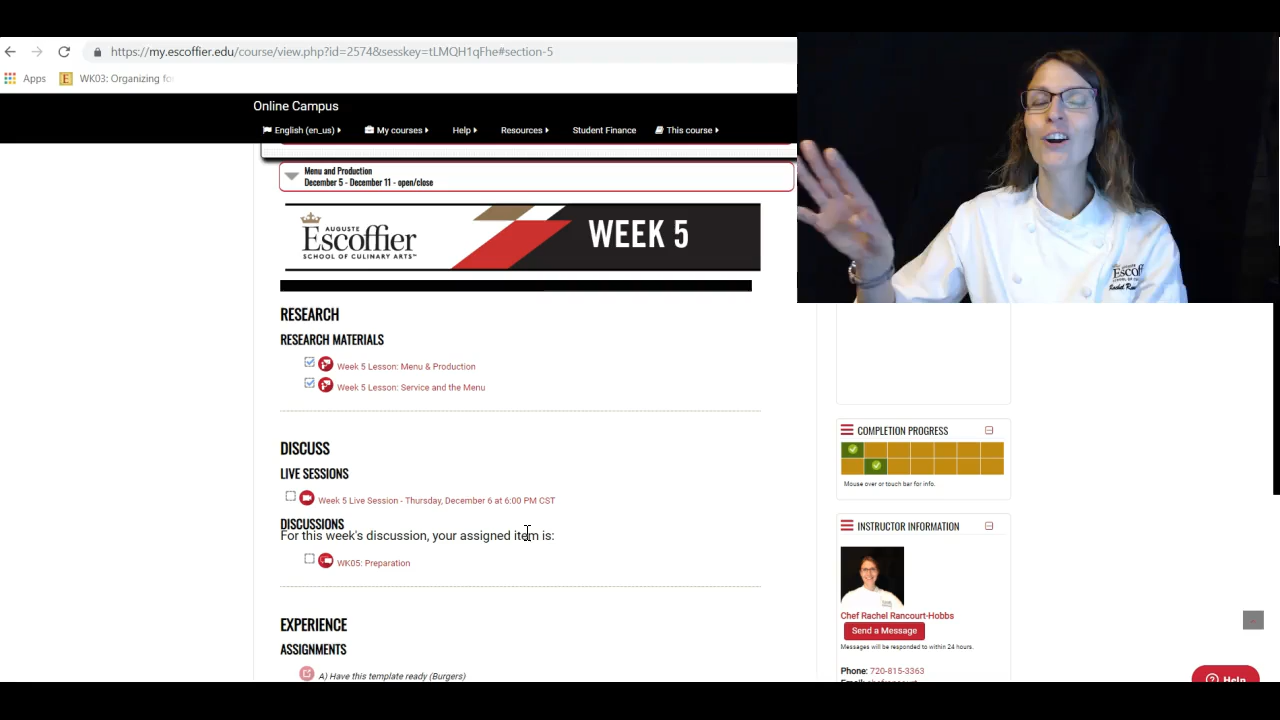 https://my.escoffier.edu/course/view.php?id=2574&sesskey=tLMQH1qFhe#section-5
Apps
E WK03: Organizing for
Online Campus
English (en_us)
My courses
Help
Resources
Student Finance
This course
Menu and Production
December 5 - December 11 - open/close
AUGUSTE
Escoffier
SCHOOL OF CULINARY ARTS
WEEK 5
RESEARCH
RESEARCH MATERIALS
Week 5 Lesson: Menu & Production
Week 5 Lesson: Service and the Menu
DISCUSS
LIVE SESSIONS
Week 5 Live Session - Thursday, December 6 at 6:00 PM CST
DISCUSSIONS
For this week's discussion, your assigned item is:
WK05: Preparation
EXPERIENCE
ASSIGNMENTS
A) Have this template ready (Burgers)
COMPLETION PROGRESS
Mouse over or touch bar for info.
INSTRUCTOR INFORMATION
Chef Rachel Rancourt-Hobbs
Send a Message
Messages will be responded to within 24 hours.
Phone: 720-815-3363
Help